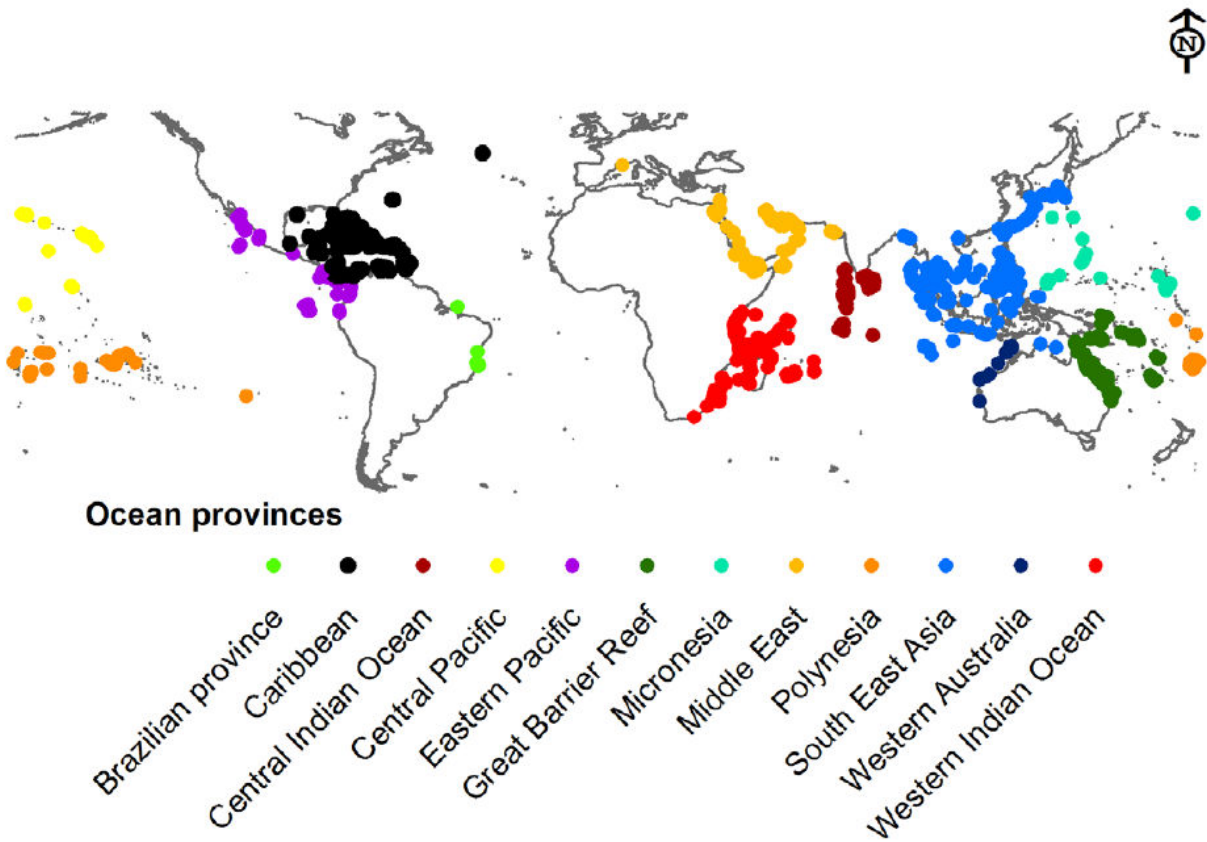 N
Ocean provinces
Brazilian province
Caribbean
Central Indian Ocean
Central Pacific
Eastern Pacific
Great Barrier Reef
Micronesia
Middle East
Polynesia
South East Asia
Western Australia
Western Indian Ocean